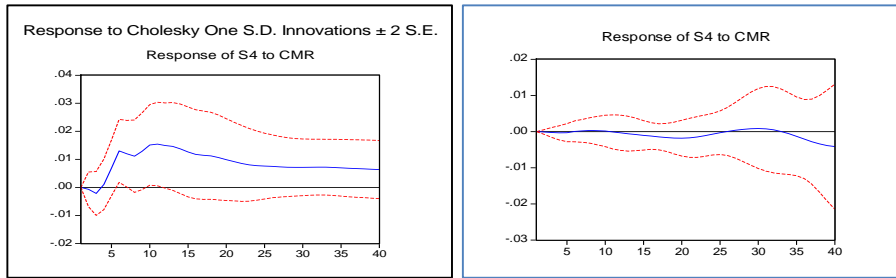 Response to Cholesky One S.D. Innovations ± 2 S.E.
Response of S4 to CMR
.04
.03
.02
.01
.00
-.01
-.02
5 10 15 20 25 30 35 40
Response of S4 to CMR
.02
.01
.00
-.01
-.02
-.03
5 10 15 20 25 30 35 40